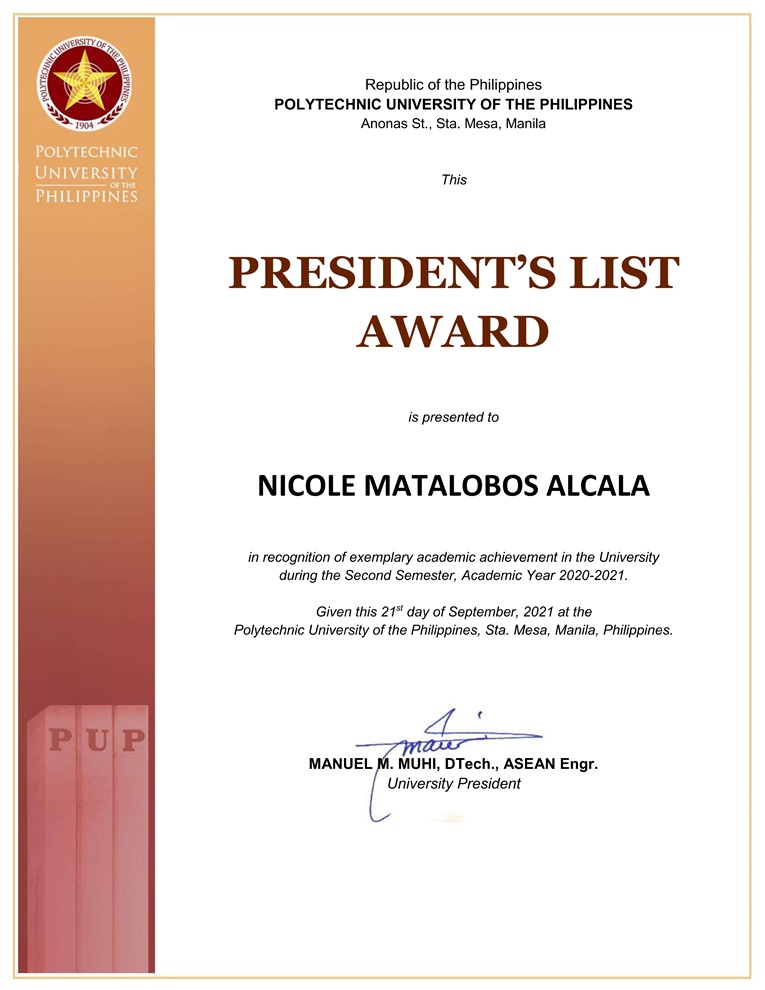 POLYTECHNIC UNIVERSITY OF THE PHILIPPINES
1904
POLYTECHNIC
UNIVERSITY
OF THE
PHILIPPINES
Republic of the Philippines
POLYTECHNIC UNIVERSITY OF THE PHILIPPINES
Anonas St., Sta. Mesa, Manila
This
PRESIDENT’S LIST
AWARD
is presented to
NICOLE MATALOBOS ALCALA
in recognition of exemplary academic achievement in the University
during the Second Semester, Academic Year 2020-2021.
Given this 21st day of September, 2021 at the
Polytechnic University of the Philippines, Sta. Mesa, Manila, Philippines.
MANUEL M. MUHI, DTech., ASEAN Engr.
University President
PUP